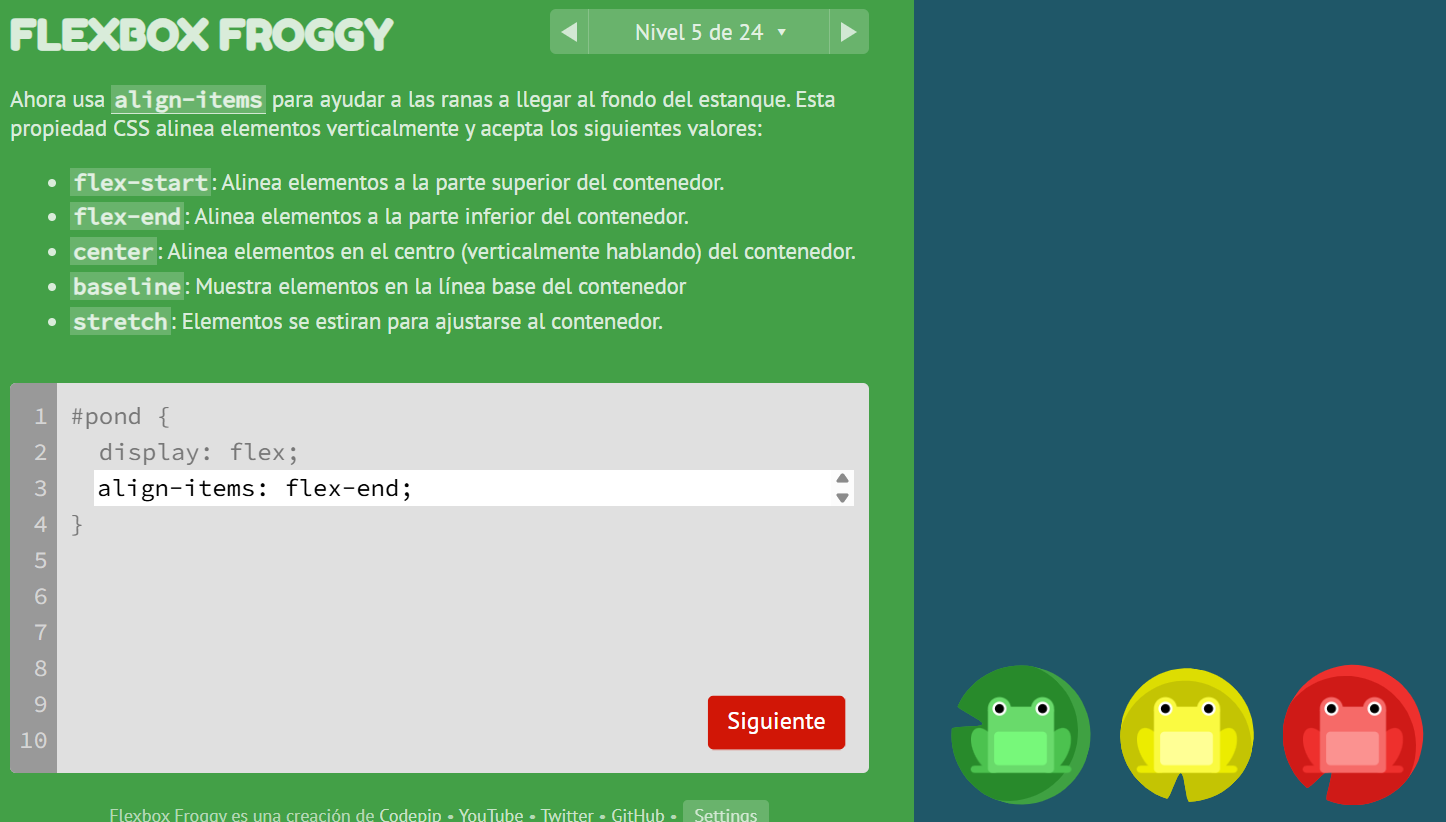 FLEXBOX FROGGY
◀ Nivel 5 de 24 ▼ ▶
Ahora usa align-items para ayudar a las ranas a llegar al fondo del estanque. Esta
propiedad CSS alinea elementos verticalmente y acepta los siguientes valores:
• flex-start: Alinea elementos a la parte superior del contenedor.
• flex-end: Alinea elementos a la parte inferior del contenedor.
• center: Alinea elementos en el centro (verticalmente hablando) del contenedor.
• baseline: Muestra elementos en la línea base del contenedor
• stretch: Elementos se estiran para ajustarse al contenedor.
1 #pond {
2 display: flex;
3 align-items: flex-end;
4 }
5
6
7
8
9
10
Siguiente
Flexbox Froggy es una creación de Codepip • YouTube • Twitter • GitHub • Settings